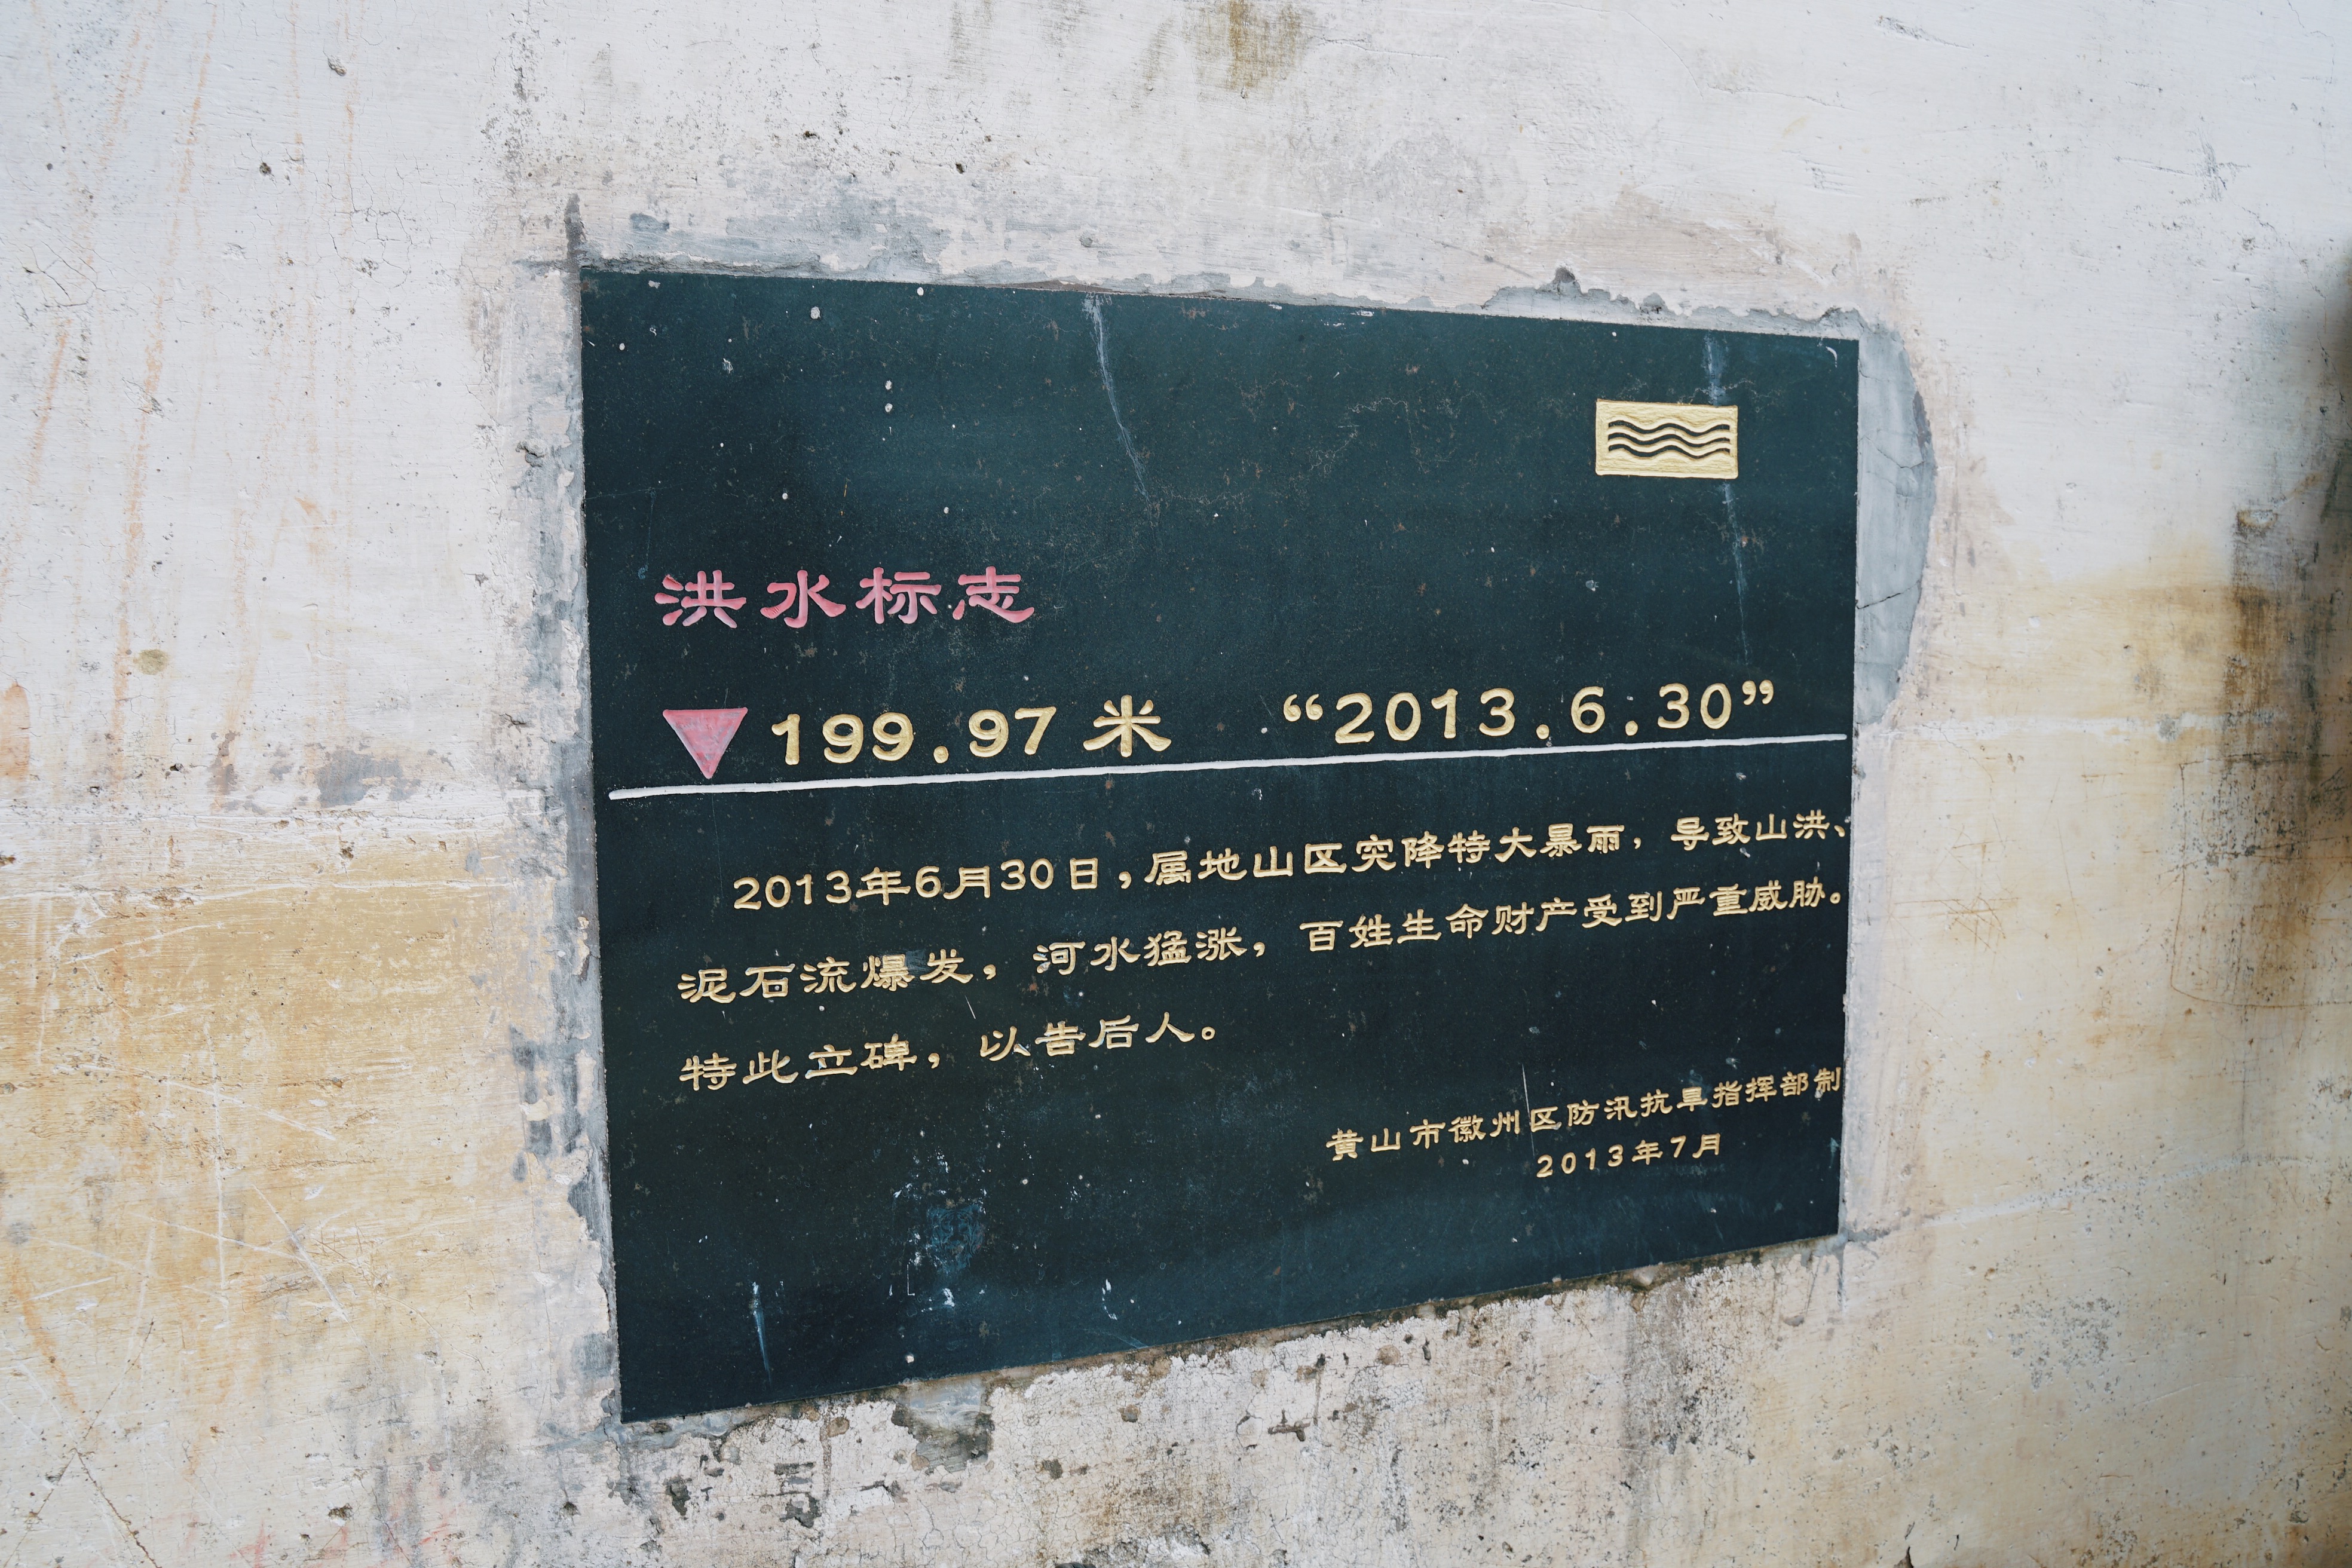 洪水标志
199.97米 “2013.6.30”
2013年6月30日,属地山区突降特大暴雨,导致山洪、
泥石流爆发,河水猛涨,百姓生命财产受到严重威胁。
特此立碑,以告后人。
黄山市徽州区防汛抗旱指挥部制
2013年7月